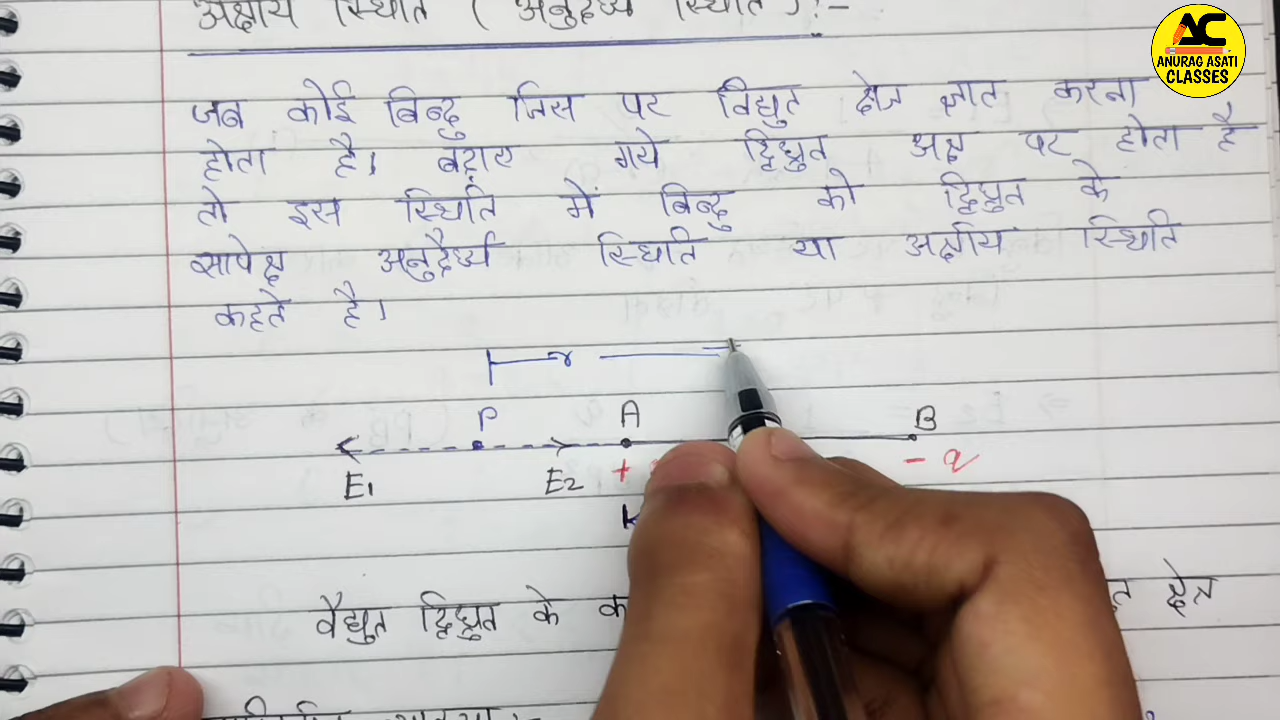 अक्षीय स्थिति ( अनुदैर्ध्य स्थिति ) :-
AC
ANURAG ASATI
CLASSES
जब कोई बिन्दु जिस पर विद्युत क्षेत्र ज्ञात करना
होता है। बताए गये द्विध्रुत अक्ष पर होता है
तो इस स्थिति में बिन्दु को द्विध्रुत के
सापेक्ष अनुदैर्ध्य स्थिति या अक्षीय स्थिति
कहते है।
r
P A B
+ - q
E1 E2
वैद्युत द्विध्रुत के क क्षेत्र